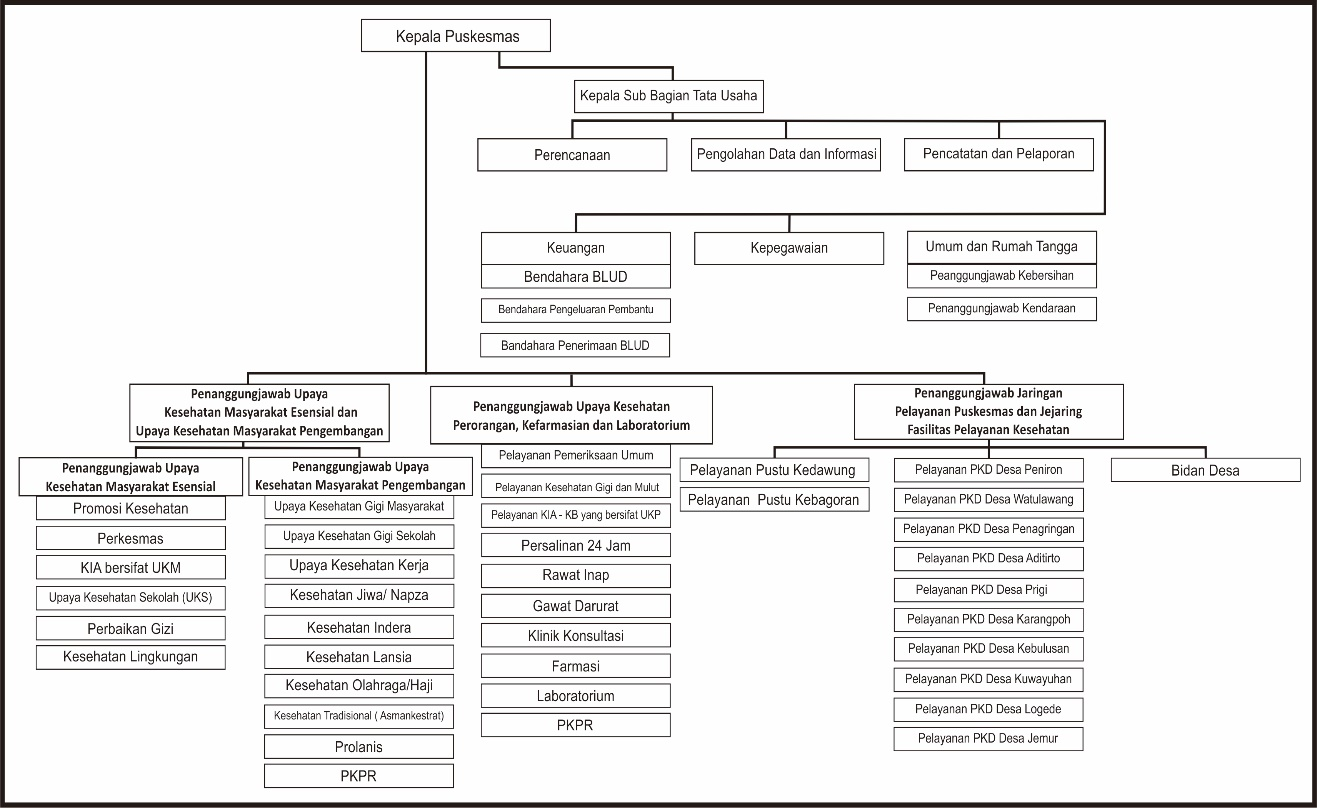 Kepala Puskesmas
Kepala Sub Bagian Tata Usaha
Perencanaan
Pengolahan Data dan Informasi
Pencatatan dan Pelaporan
Keuangan
Bendahara BLUD
Bendahara Pengeluaran Pembantu
Bandahara Penerimaan BLUD
Kepegawaian
Umum dan Rumah Tangga
Peanggungjawab Kebersihan
Penanggungjawab Kendaraan
Penanggungjawab Upaya
Kesehatan Masyarakat Esensial dan
Upaya Kesehatan Masyarakat Pengembangan
Penanggungjawab Upaya
Kesehatan Masyarakat Esensial
Promosi Kesehatan
Perkesmas
KIA bersifat UKM
Upaya Kesehatan Sekolah (UKS)
Perbaikan Gizi
Kesehatan Lingkungan
Penanggungjawab Upaya
Kesehatan Masyarakat Pengembangan
Upaya Kesehatan Gigi Masyarakat
Upaya Kesehatan Gigi Sekolah
Upaya Kesehatan Kerja
Kesehatan Jiwa/ Napza
Kesehatan Indera
Kesehatan Lansia
Kesehatan Olahraga/Haji
Kesehatan Tradisional ( Asmankestrat)
Prolanis
PKPR
Penanggungjawab Upaya Kesehatan
Perorangan, Kefarmasian dan Laboratorium
Pelayanan Pemeriksaan Umum
Pelayanan Kesehatan Gigi dan Mulut
Pelayanan KIA - KB yang bersifat UKP
Persalinan 24 Jam
Rawat Inap
Gawat Darurat
Klinik Konsultasi
Farmasi
Laboratorium
PKPR
Penanggungjawab Jaringan
Pelayanan Puskesmas dan Jejaring
Fasilitas Pelayanan Kesehatan
Pelayanan Pustu Kedawung
Pelayanan Pustu Kebagoran
Pelayanan PKD Desa Peniron
Pelayanan PKD Desa Watulawang
Pelayanan PKD Desa Penagringan
Pelayanan PKD Desa Aditirto
Pelayanan PKD Desa Prigi
Pelayanan PKD Desa Karangpoh
Pelayanan PKD Desa Kebulusan
Pelayanan PKD Desa Kuwayuhan
Pelayanan PKD Desa Logede
Pelayanan PKD Desa Jemur
Bidan Desa